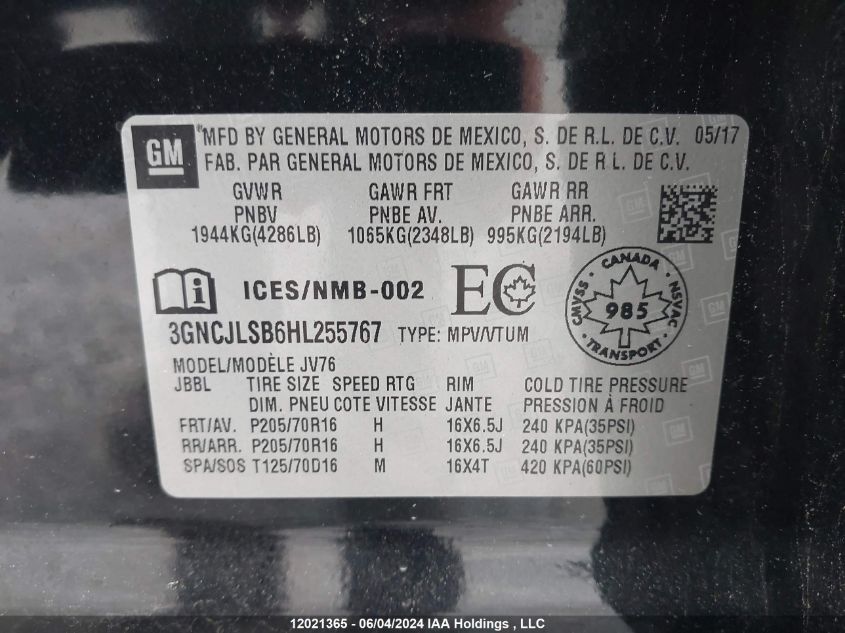 GM
*MFD BY GENERAL MOTORS DE MEXICO, S. DE R.L. DE C.V. 05/17
FAB. PAR GENERAL MOTORS DE MEXICO, S. DE R L. DE C.V.
GVWR GAWR FRT GAWR RR
PNBV PNBE AV. PNBE ARR.
1944KG(4286LB) 1065KG(2348LB) 995KG(2194LB)
i ICES/NMB-002 EC
CANADA
CMVSS 985 NSVAC
TRANSPORT
3GNCJLSB6HL255767 TYPE: MPV/VTUM
MODEL/MODÈLE JV76
JBBL TIRE SIZE SPEED RTG RIM COLD TIRE PRESSURE
DIM. PNEU COTE VITESSE JANTE PRESSION À FROID
FRT/AV. P205/70R16 H 16X6.5J 240 KPA(35PSI)
RR/ARR. P205/70R16 H 16X6.5J 240 KPA(35PSI)
SPA/SOS T125/70D16 M 16X4T 420 KPA(60PSI)
12021365 - 06/04/2024 IAA Holdings , LLC